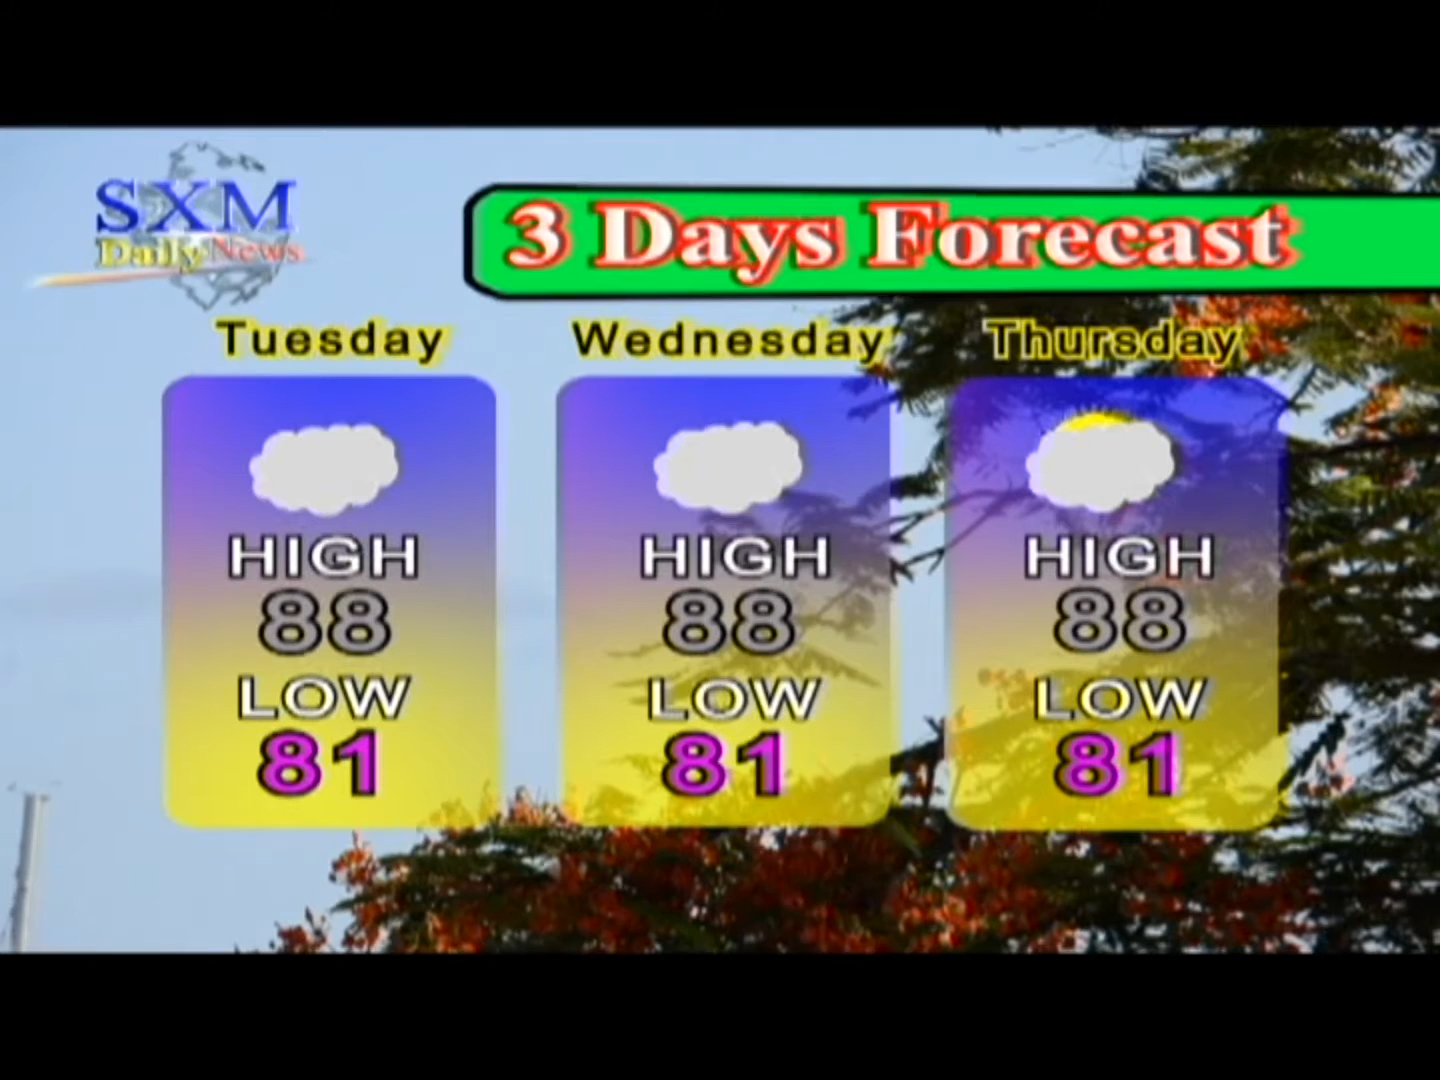 SXM
Daily News
3 Days Forecast
Tuesday
HIGH
88
LOW
81
Wednesday
HIGH
88
LOW
81
Thursday
HIGH
88
LOW
81